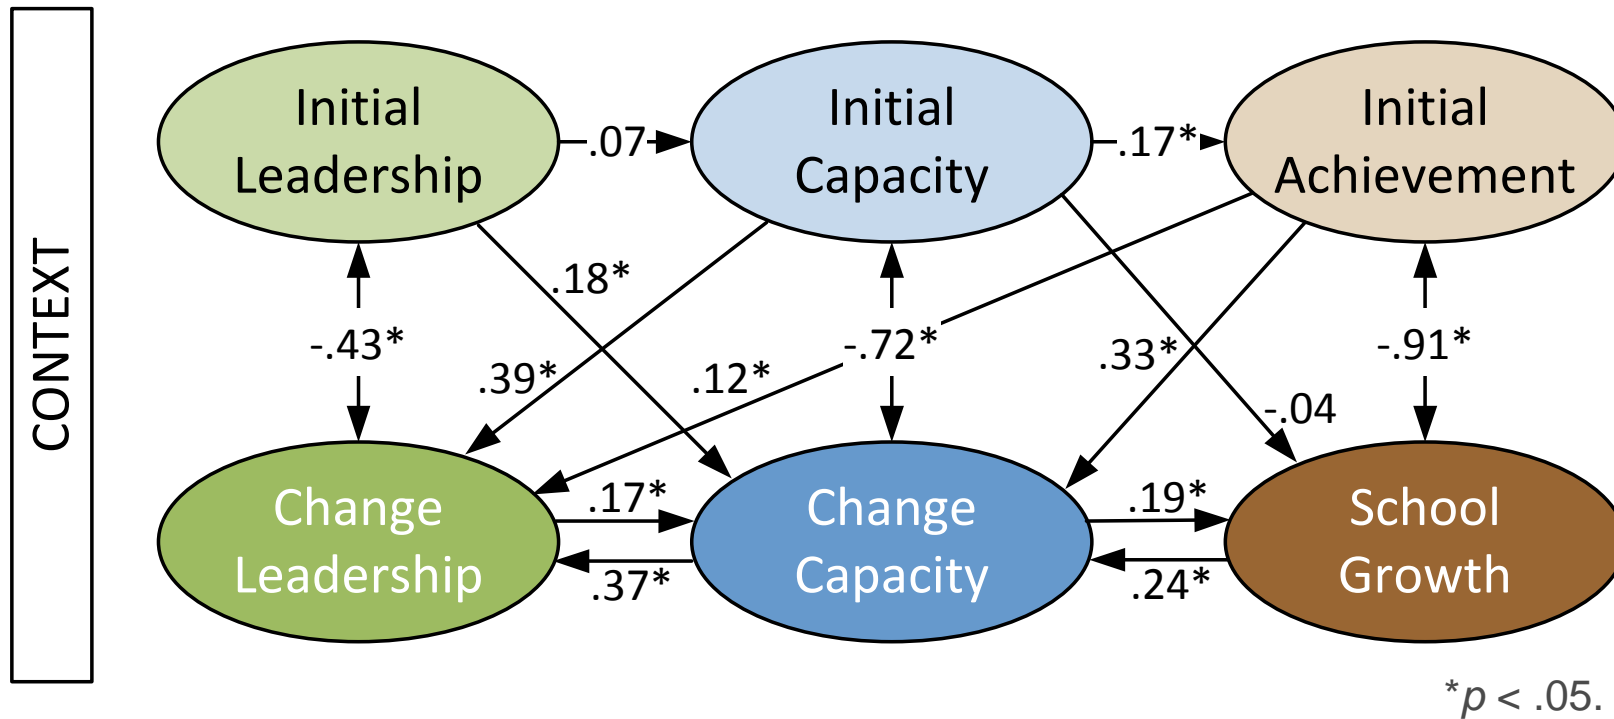 CONTEXT
Initial
Leadership
.07
Initial
Capacity
.17*
Initial
Achievement
.18*
-.43*
.39*
.12*
-.72*
.33*
-.91*
-.04
Change
Leadership
.17*
.37*
Change
Capacity
.19*
.24*
School
Growth
*p < .05.